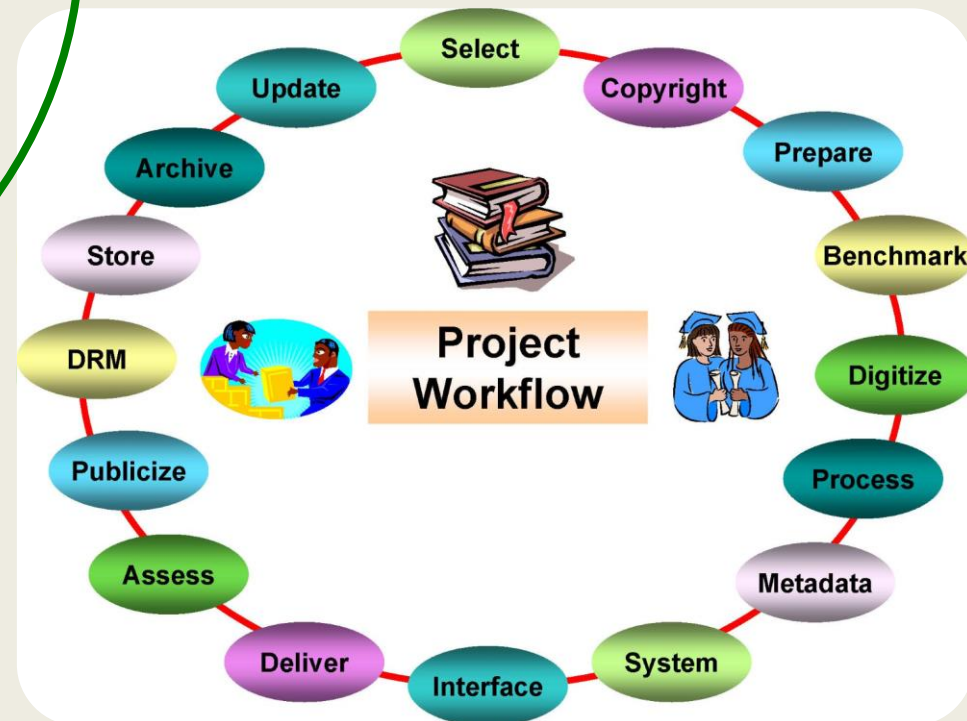 Select
Copyright
Prepare
Benchmark
Digitize
Process
Metadata
System
Interface
Deliver
Assess
Publicize
DRM
Store
Archive
Update
Project
Workflow